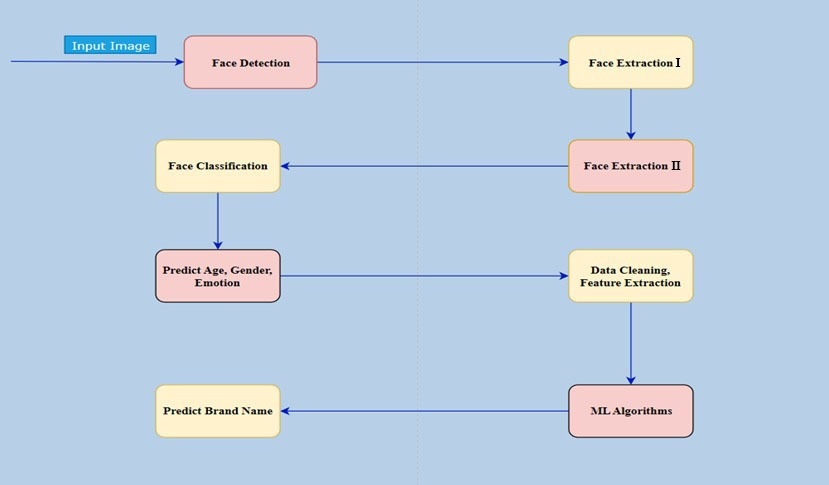 Input Image
Face Detection
Face Extraction I
Face Classification
Face Extraction II
Predict Age, Gender,
Emotion
Data Cleaning,
Feature Extraction
Predict Brand Name
ML Algorithms